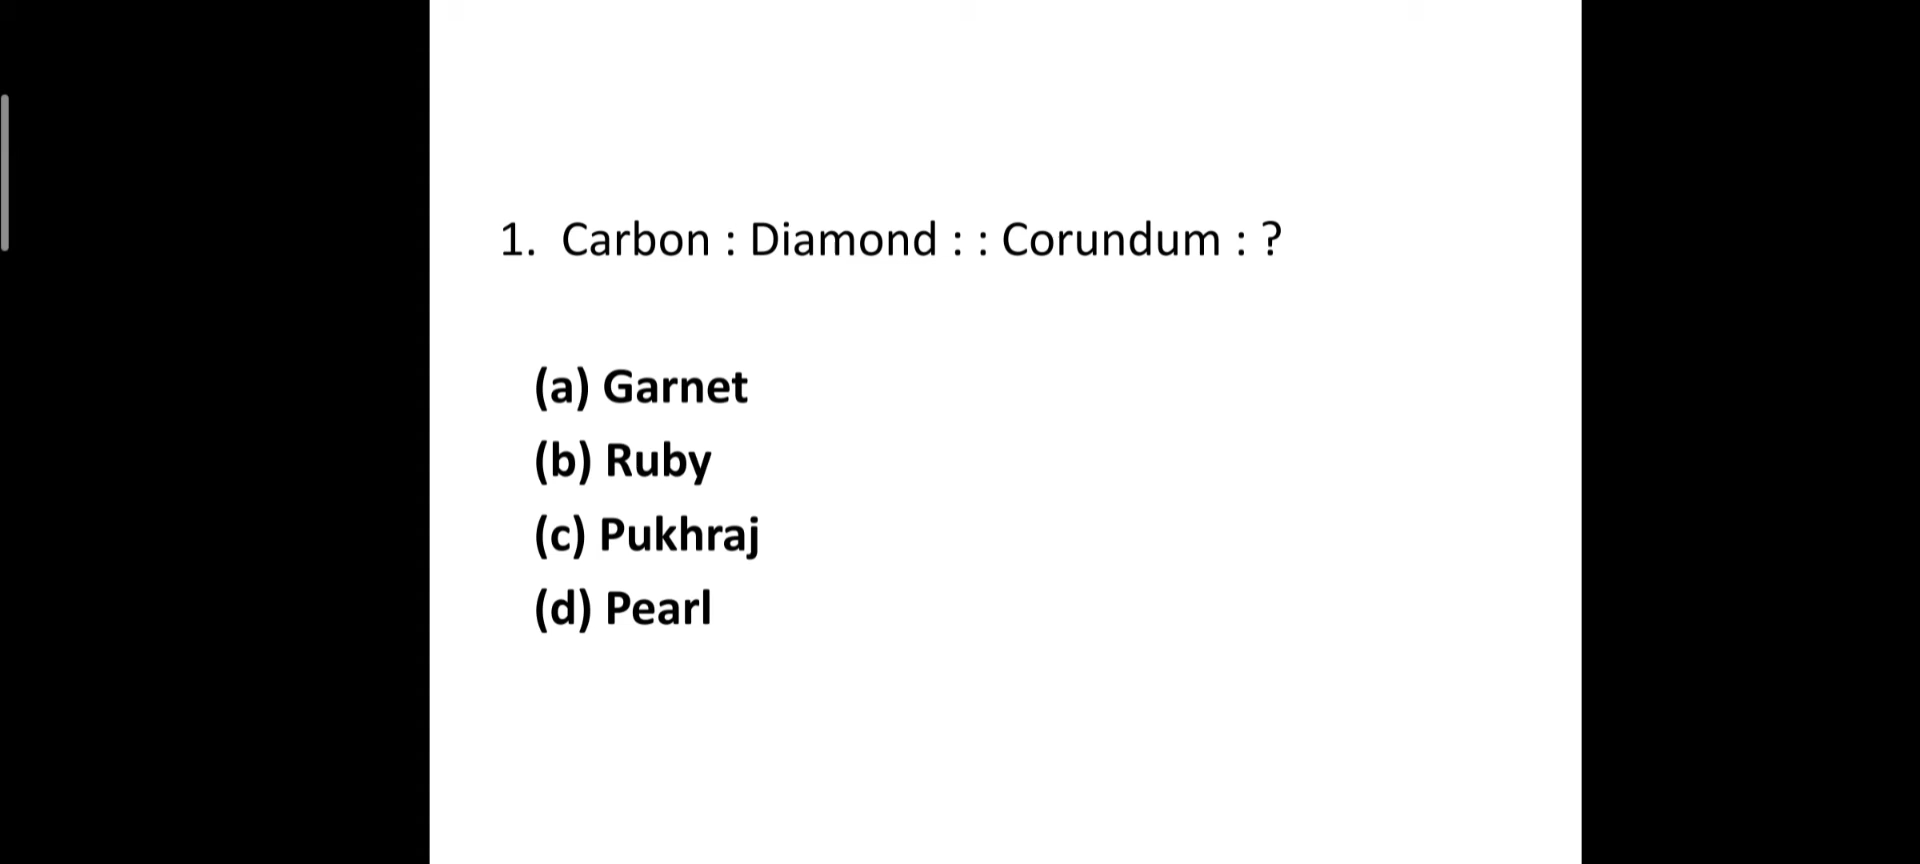 1. Carbon : Diamond : : Corundum : ?
(a) Garnet
(b) Ruby
(c) Pukhraj
(d) Pearl